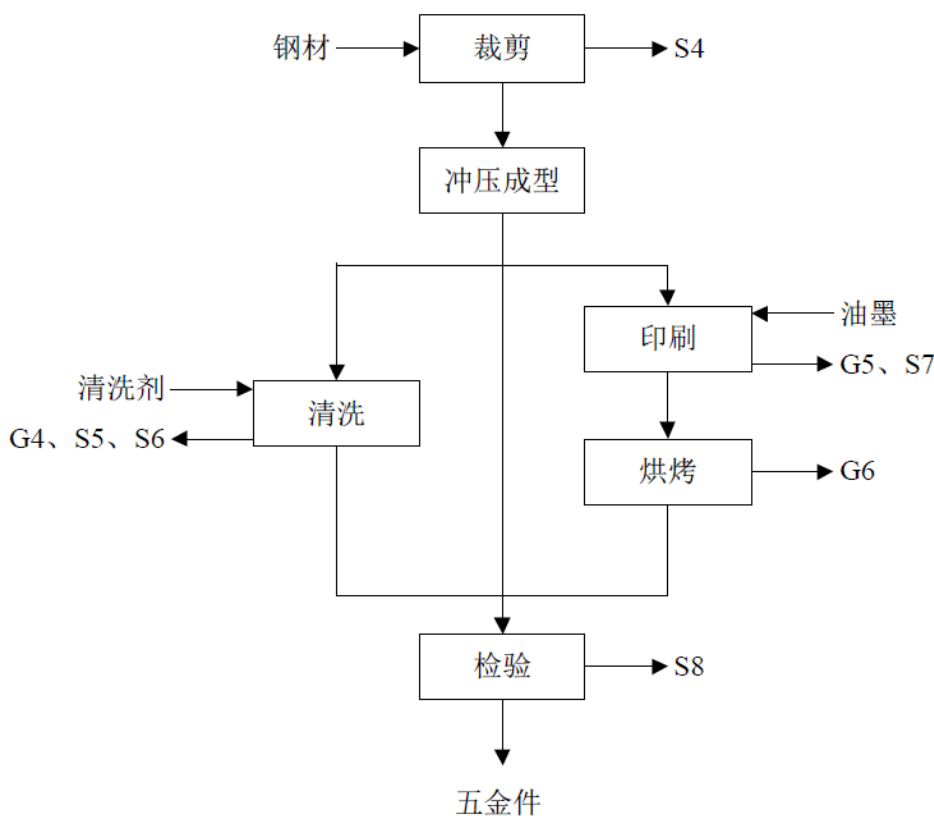 钢材
裁剪
S4
冲压成型
油墨
印刷
G5、S7
清洗剂
清洗
G4、S5、S6
烘烤
G6
检验
S8
五金件